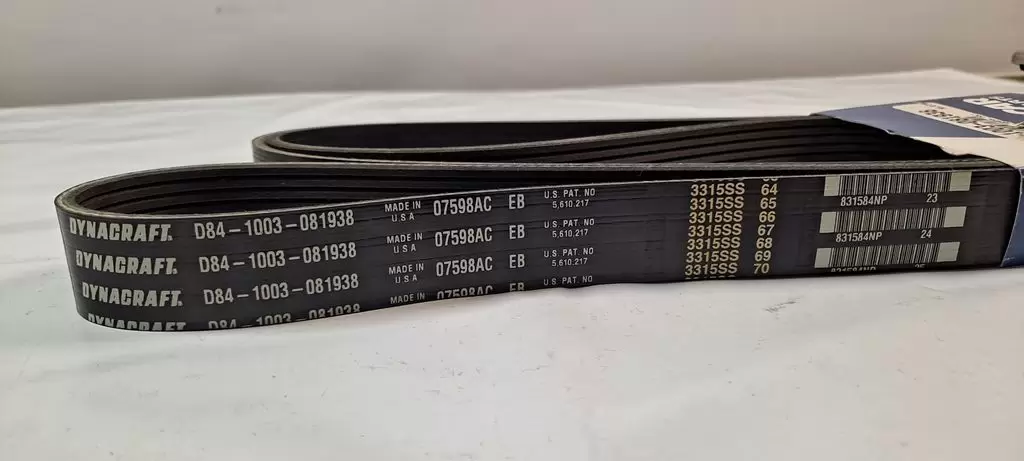 DYNACRAFT. D84-1003-081938 MADE IN U.S.A 07598AC EB U.S. PAT. NO 5,610,217
DYNACRAFT. D84-1003-081938 MADE IN U.S.A 07598AC EB U.S. PAT. NO 5,610,217
DYNACRAFT. D84-1003-081938 MADE IN U.S.A 07598AC EB U.S. PAT. NO 5,610,217
DYNACRAFT D84-1003-081938 MADE IN 07598AC EB U.S. PAT. NO
3315SS 64
3315SS 65
3315SS 66
3315SS 67
3315SS 68
3315SS 69
3315SS 70
831584NP 23
831584NP 24
831584NP 25